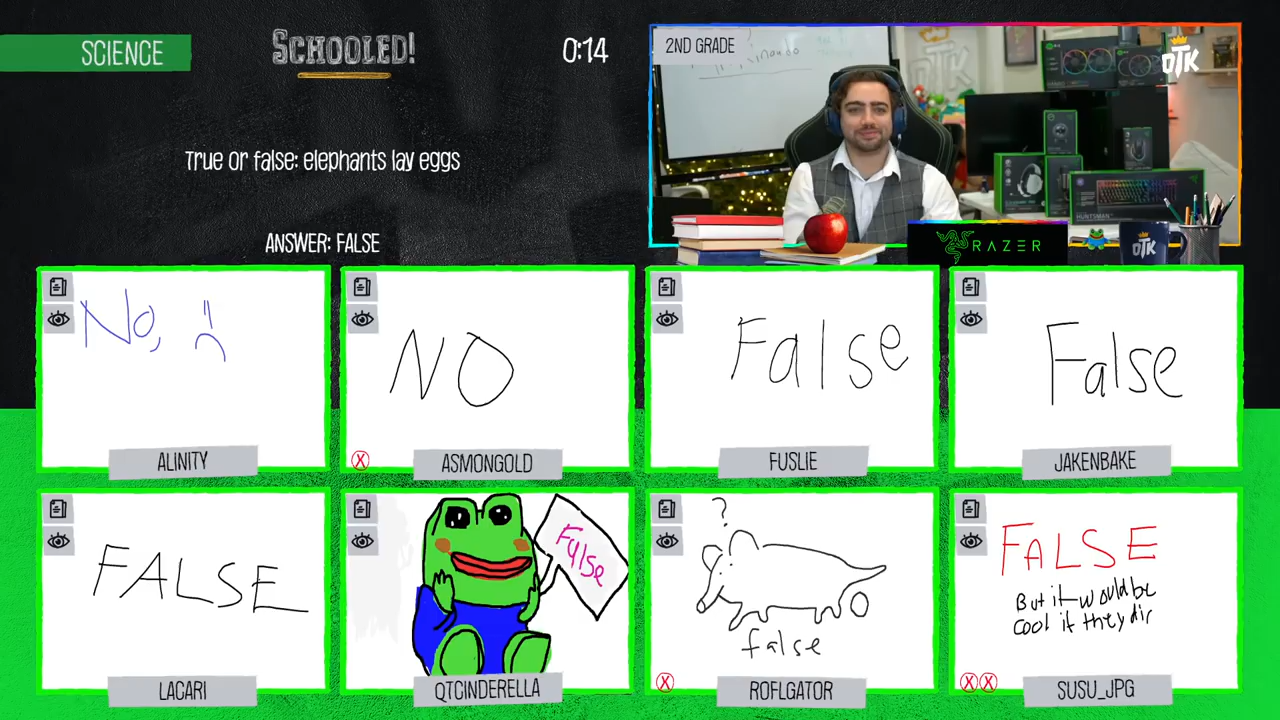 SCIENCE
SCHOOLED!
0:14
2ND GRADE
OTK
True or false: elephants lay eggs
ANSWER: FALSE
HUNTSMAN
RAZER
OTK
No, :(
NO
False
False
ALINITY
X
ASMONGOLD
FUSLIE
JAKENBAKE
FALSE
False
?
false
FALSE
But it would be
cool if they did
LACARI
QTCINDERELLA
X
ROFLGATOR
X X
SUSU_JPG